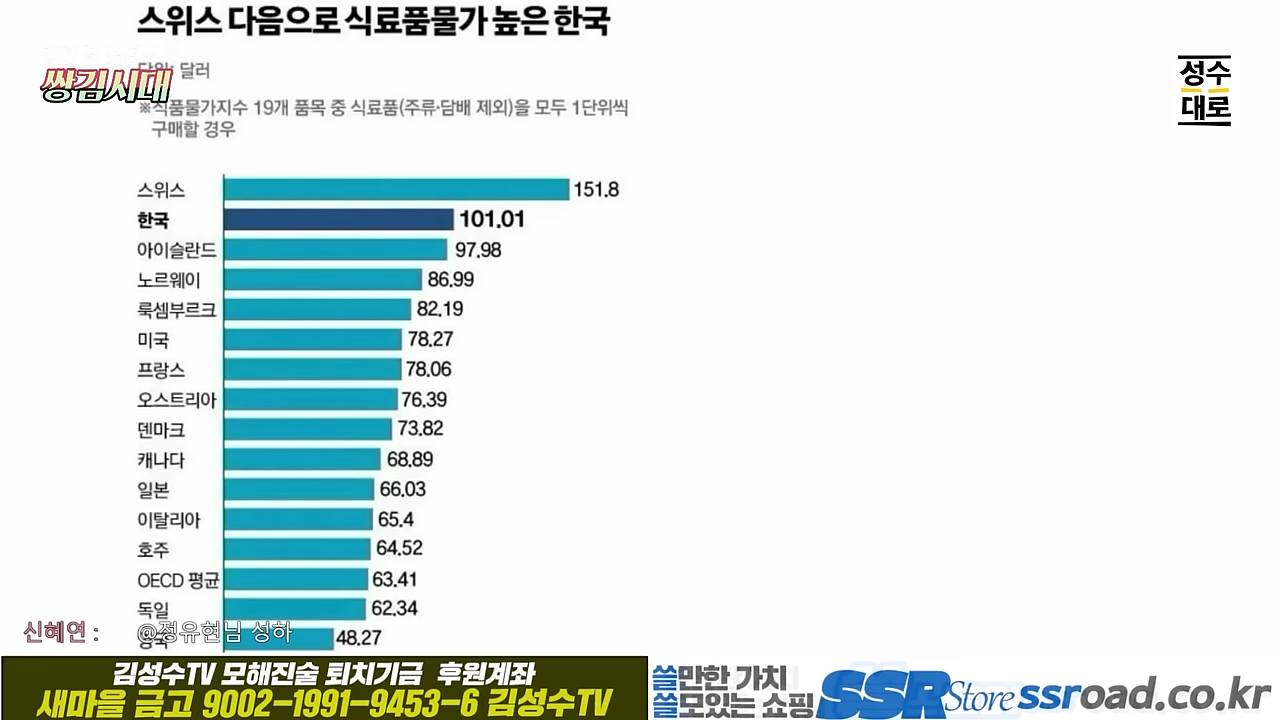 스위스 다음으로 식료품물가 높은 한국
단위: 달러
쌍김시대
※식품물가지수 19개 품목 중 식료품(주류·담배 제외)을 모두 1단위씩
구매할 경우
성수
대로
스위스 151.8
한국 101.01
아이슬란드 97.98
노르웨이 86.99
룩셈부르크 82.19
미국 78.27
프랑스 78.06
오스트리아 76.39
덴마크 73.82
캐나다 68.89
일본 66.03
이탈리아 65.4
호주 64.52
OECD 평균 63.41
독일 62.34
신혜연 : @정유현님 성하
48.27
김성수TV 모해진술 퇴치기금 후원계좌
새마을 금고 9002-1991-9453-6 김성수TV
쓸만한 가치
쓸모있는 쇼핑
SSR Store ssroad.co.kr